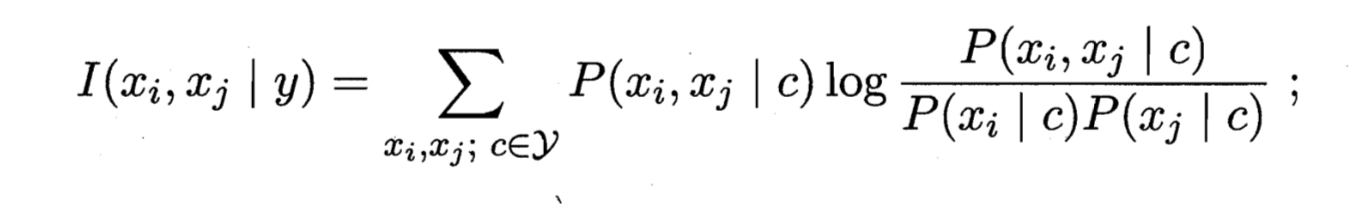 I(x_i, x_j | y) = \sum_{x_i, x_j; c \in \mathcal{Y}} P(x_i, x_j | c) \log \frac{P(x_i, x_j | c)}{P(x_i | c) P(x_j | c)} ;